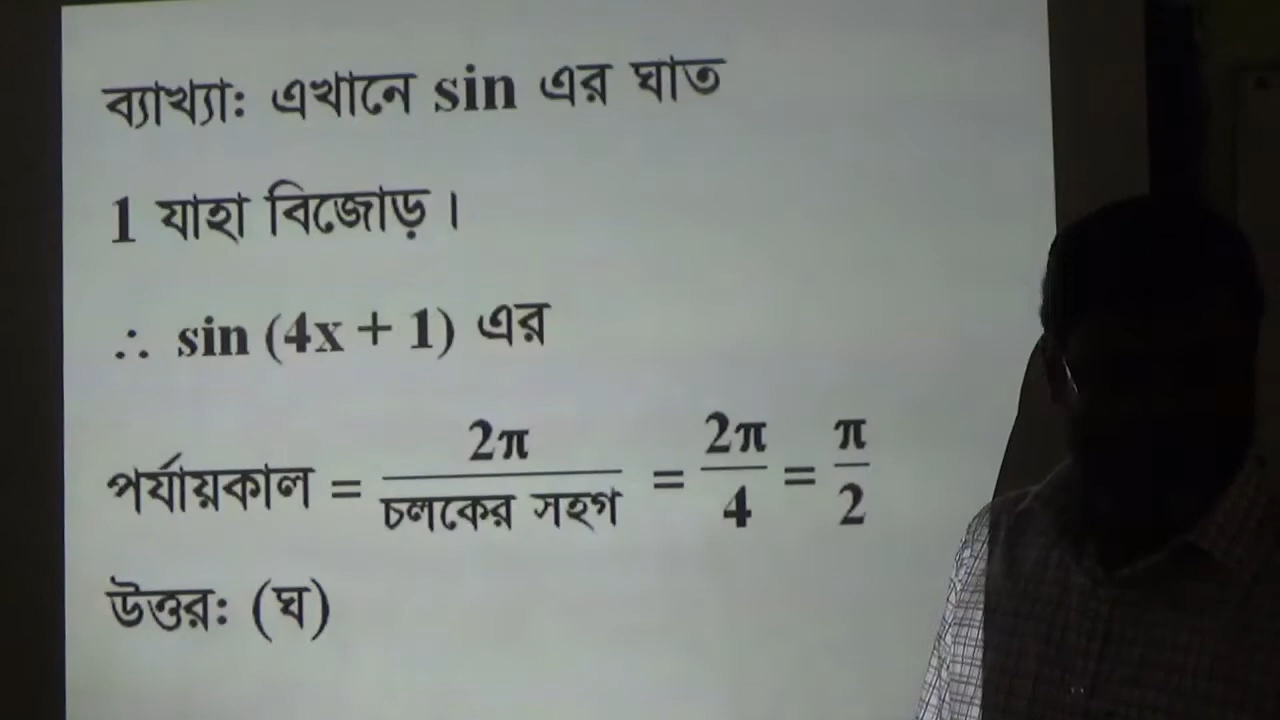 ব্যাখ্যা: এখানে sin এর ঘাত
1 যাহা বিজোড় ।
∴ sin (4x + 1) এর
পর্যায়কাল = 2π/চলকের সহগ = 2π/4 = π/2
উত্তর: (ঘ)